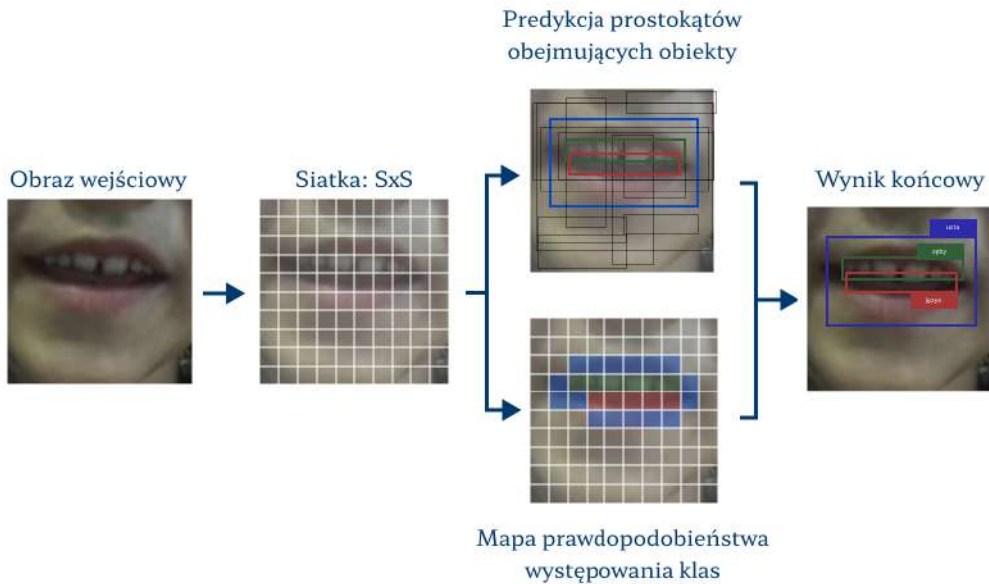 Predykcja prostokątów
obejmujących obiekty
Obraz wejściowy
Siatka: SxS
Wynik końcowy
usta
zęby
język
Mapa prawdopodobieństwa
występowania klas